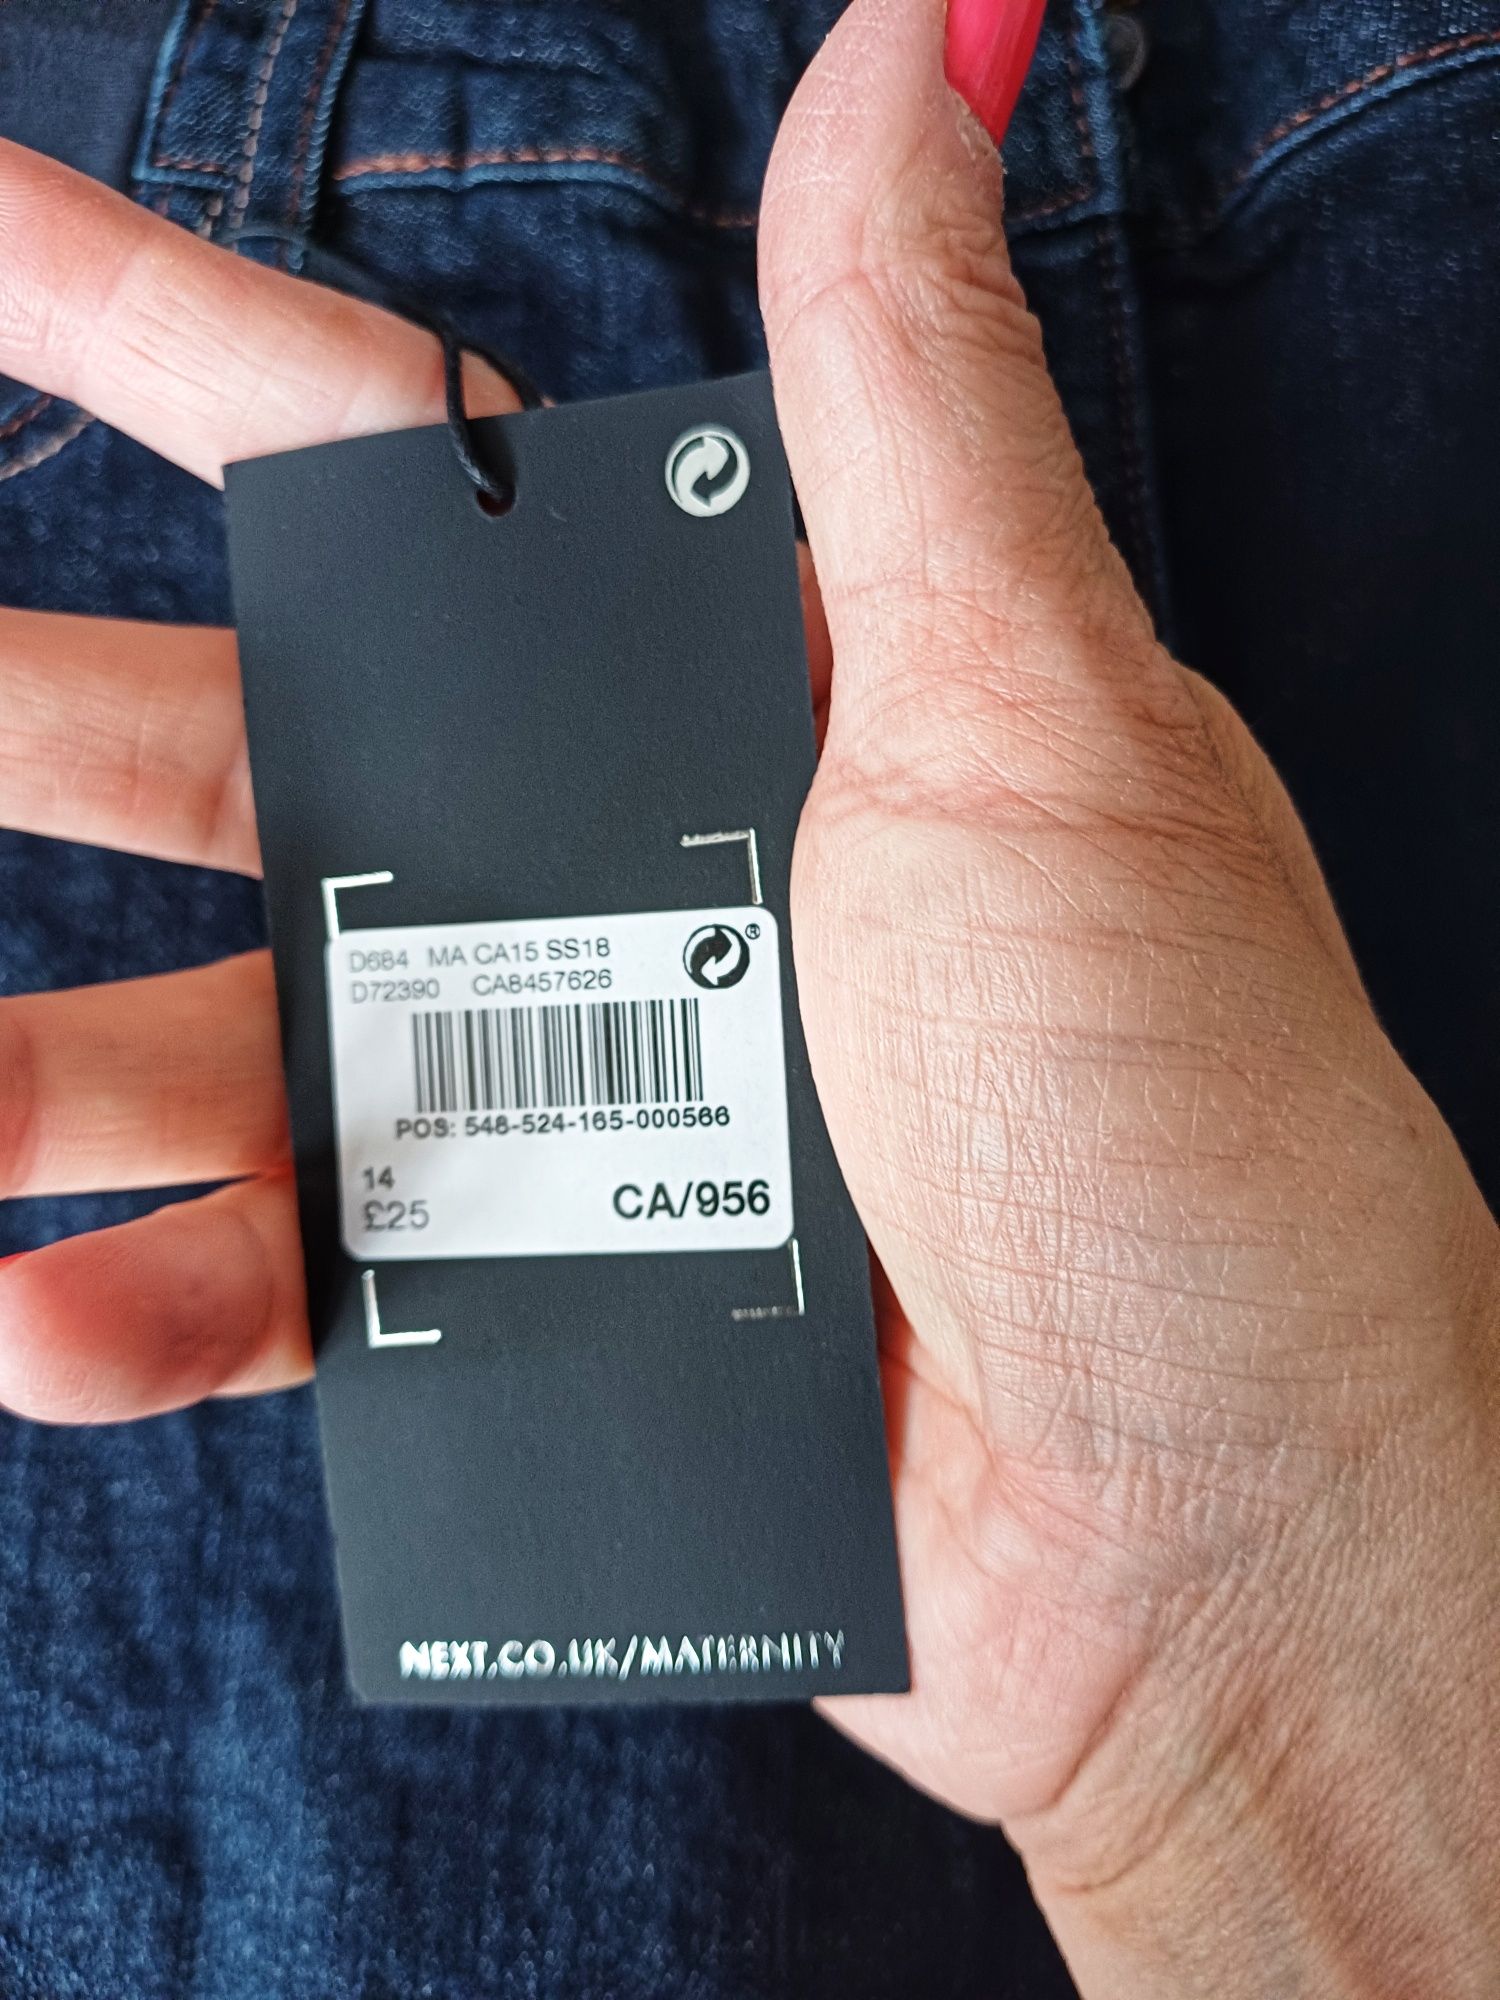 D684 MA CA15 SS18
D72390 CA8457626
®
POS: 548-524-165-000566
14
£25 CA/956
NEXT.CO.UK/MATERNITY